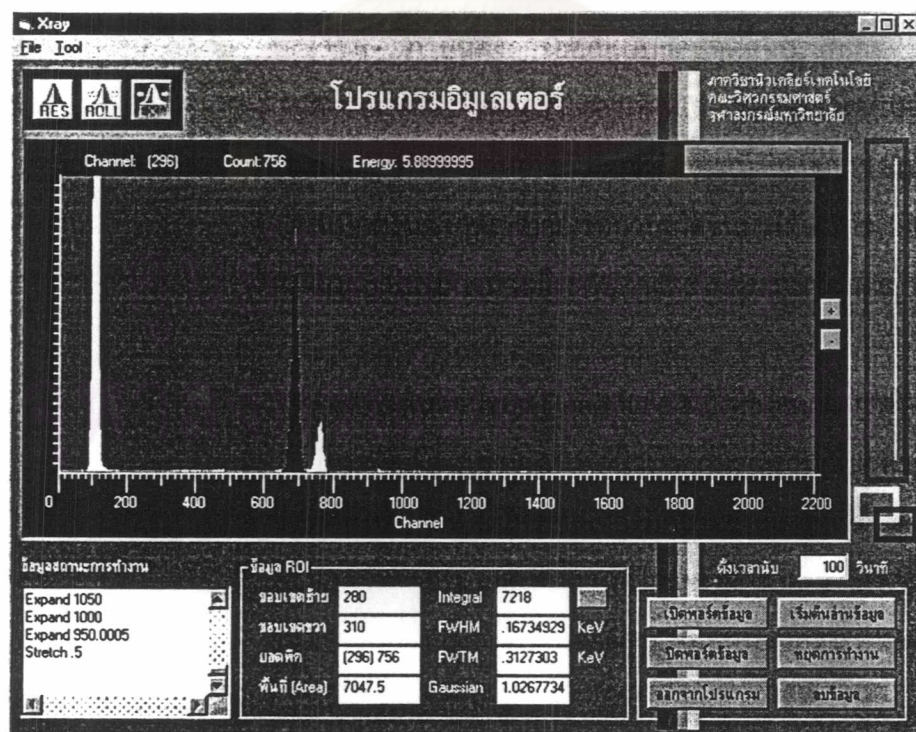 Xray
File Tool
RES ROLL
โปรแกรมอิมูเลเตอร์
ภาควิชานิวเคลียร์เทคโนโลยี
คณะวิศวกรรมศาสตร์
จุฬาลงกรณ์มหาวิทยาลัย
Channel: (296) Count:756 Energy: 5.88999995
+
-
0 200 400 600 800 1000 1200 1400 1600 1800 2000 2200
Channel
ข้อมูลสถานะการทำงาน
Expand 1050
Expand 1000
Expand 950.0005
Stretch .5
ข้อมูล ROI
ขอบเขตซ้าย 280 Integral 7218
ขอบเขตขวา 310 FWHM .16734929 KeV
ยอดพีค (296) 756 FWTM .3127303 KeV
พื้นที่ (Area) 7047.5 Gaussian 1.0267734
ตั้งเวลานับ 100 วินาที
เปิดพอร์ตข้อมูล เริ่มต้นอ่านข้อมูล
ปิดพอร์ตข้อมูล หยุดการทำงาน
ออกจากโปรแกรม ลบข้อมูล